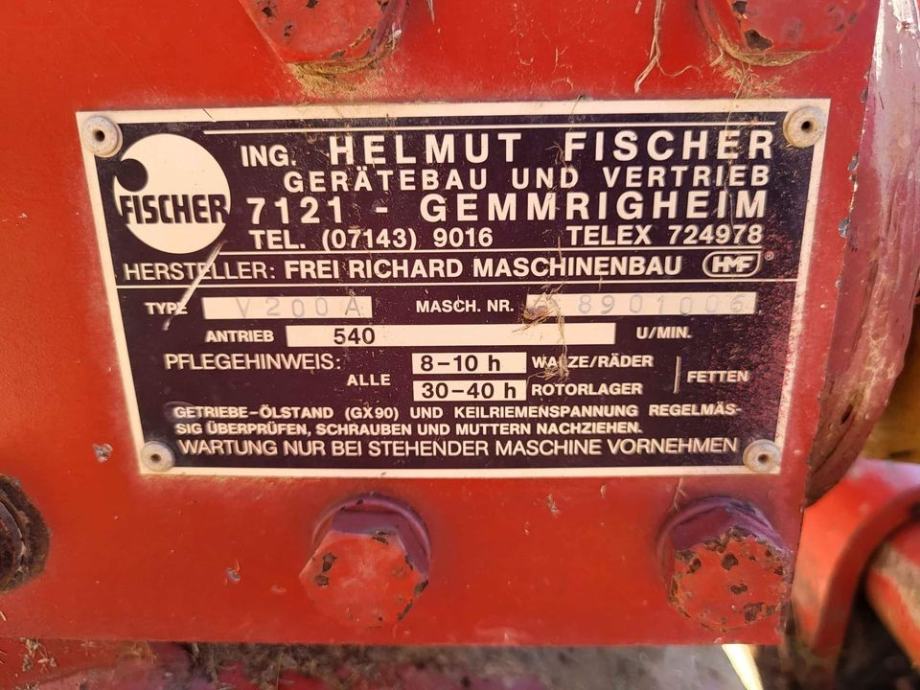 FISCHER
ING. HELMUT FISCHER
GERÄTEBAU UND VERTRIEB
7121 - GEMMRIGHEIM
TEL. (07143) 9016 TELEX 724978
HERSTELLER: FREI RICHARD MASCHINENBAU HMF®
TYPE V200A MASCH. NR. 8901006
ANTRIEB 540 U/MIN.
PFLEGEHINWEIS: ALLE 8-10 h WALZE/RÄDER
30-40 h ROTORLAGER FETTEN
GETRIEBE-ÖLSTAND (GX90) UND KEILRIEMENSPANNUNG REGELMÄS-
SIG ÜBERPRÜFEN, SCHRAUBEN UND MUTTERN NACHZIEHEN.
WARTUNG NUR BEI STEHENDER MASCHINE VORNEHMEN